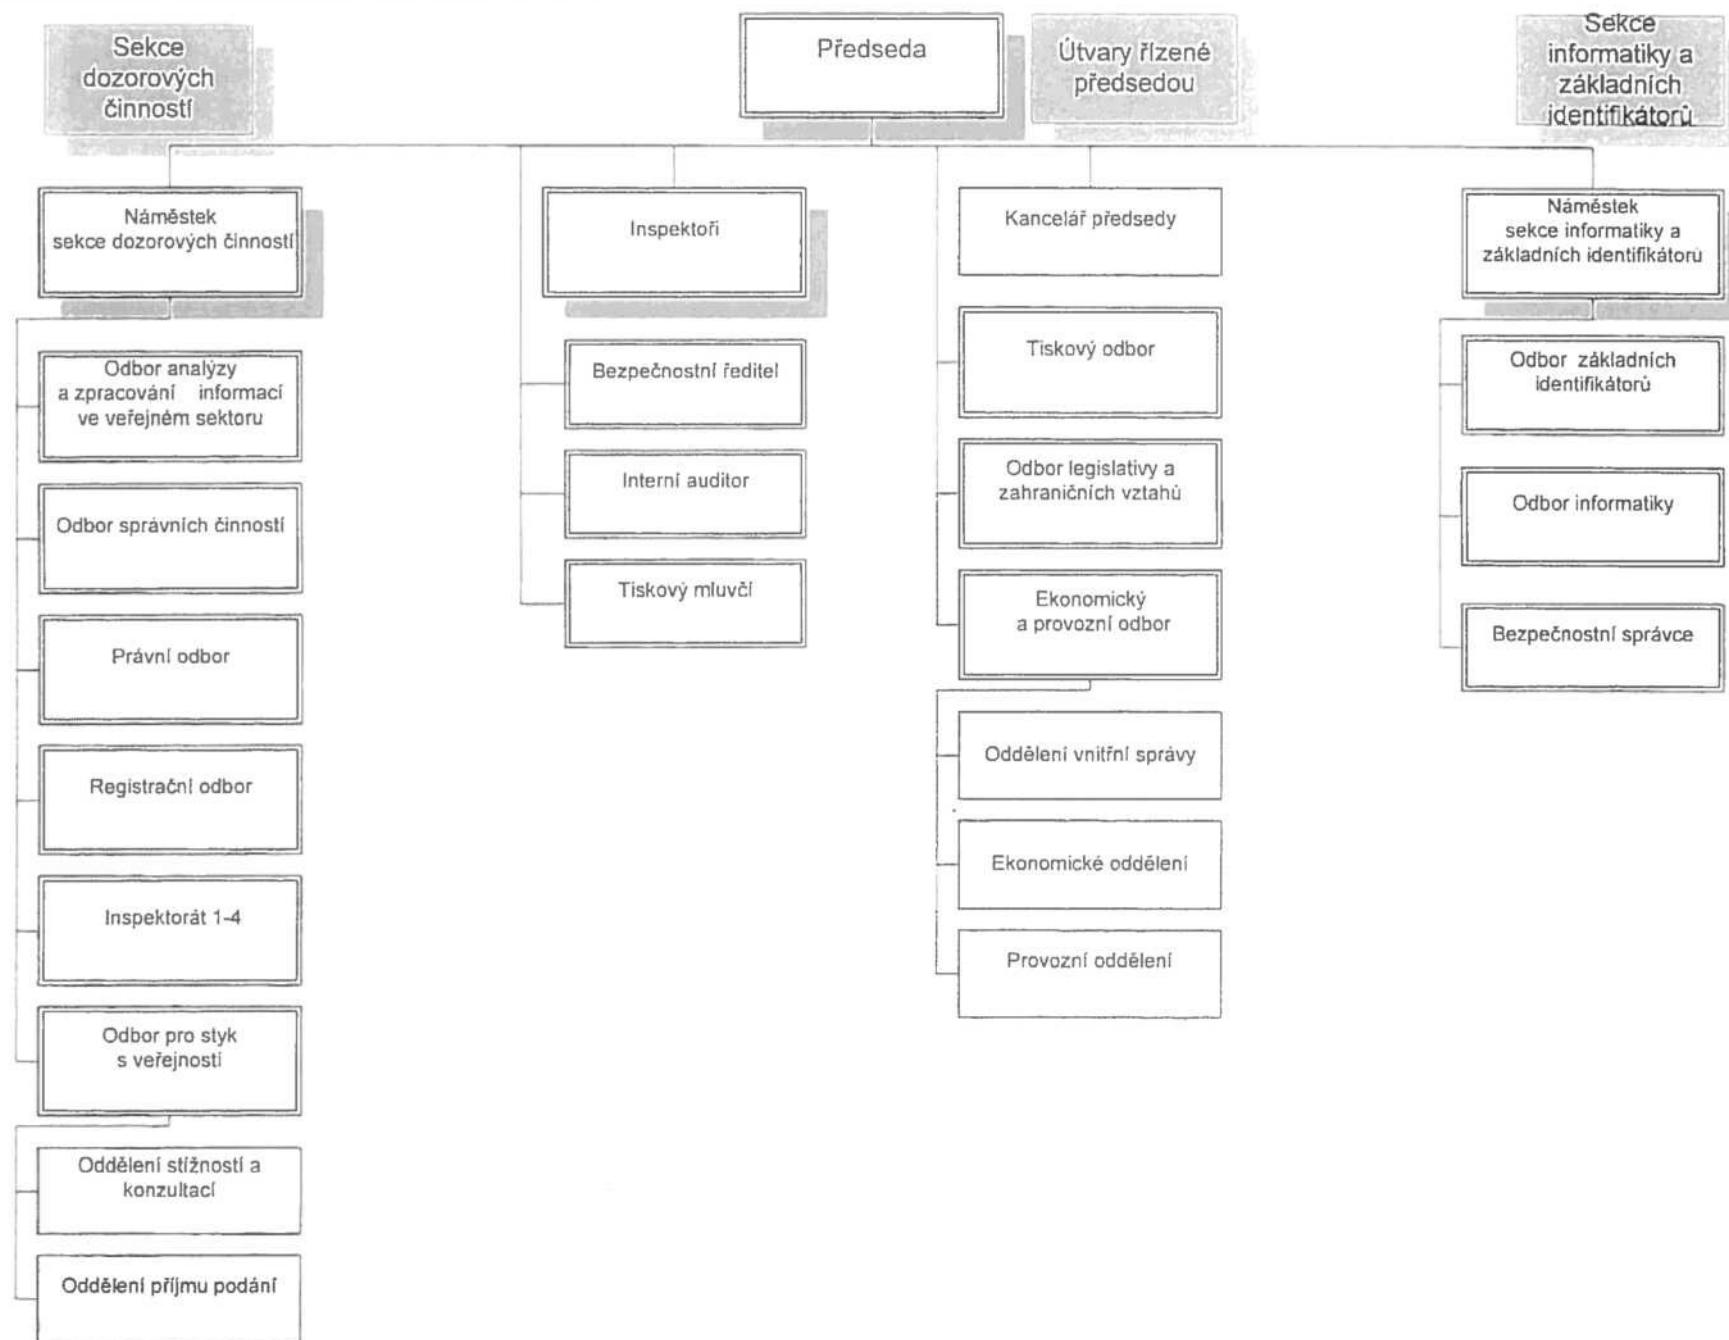 Sekce
dozorových
činností
Předseda
Útvary řízené
předsedou
Sekce
informatiky a
základních
identifikátorů
Náměstek
sekce dozorových činností
Inspektoři
Kancelář předsedy
Náměstek
sekce informatiky a
základních identifikátorů
Odbor analýzy
a zpracování informací
ve veřejném sektoru
Odbor správních činností
Právní odbor
Registrační odbor
Inspektorát 1-4
Odbor pro styk
s veřejností
Oddělení stížností a
konzultací
Oddělení příjmu podání
Bezpečnostní ředitel
Interní auditor
Tiskový mluvčí
Tiskový odbor
Odbor legislativy a
zahraničních vztahů
Ekonomický
a provozní odbor
Oddělení vnitřní správy
Ekonomické oddělení
Provozní oddělení
Odbor základních
identifikátorů
Odbor informatiky
Bezpečnostní správce